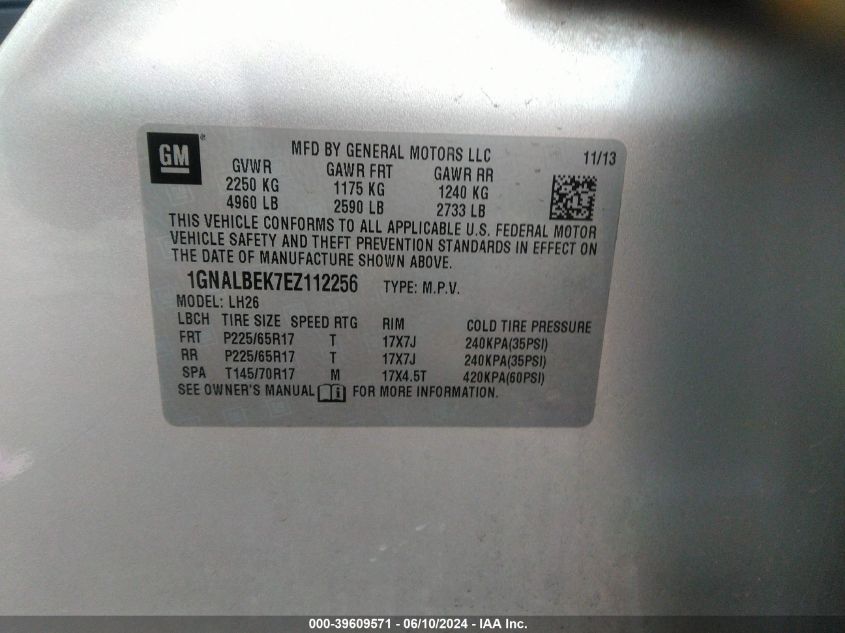 GM ® MFD BY GENERAL MOTORS LLC 11/13
GVWR GAWR FRT GAWR RR
2250 KG 1175 KG 1240 KG
4960 LB 2590 LB 2733 LB
THIS VEHICLE CONFORMS TO ALL APPLICABLE U.S. FEDERAL MOTOR
VEHICLE SAFETY AND THEFT PREVENTION STANDARDS IN EFFECT ON
THE DATE OF MANUFACTURE SHOWN ABOVE.
1GNALBEK7EZ112256 TYPE: M.P.V.
MODEL: LH26
LBCH TIRE SIZE SPEED RTG RIM COLD TIRE PRESSURE
FRT P225/65R17 T 17X7J 240KPA(35PSI)
RR P225/65R17 T 17X7J 240KPA(35PSI)
SPA T145/70R17 M 17X4.5T 420KPA(60PSI)
SEE OWNER'S MANUAL FOR MORE INFORMATION.
000-39609571 - 06/10/2024 - IAA Inc.